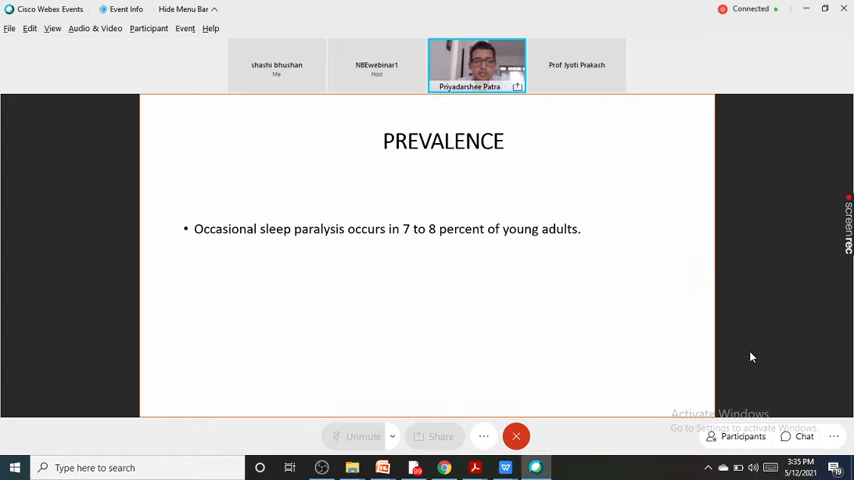 Cisco Webex Events
Event Info
Hide Menu Bar
Connected
File Edit View Audio & Video Participant Event Help
shashi bhushan
Me
NBEwebinar1
Host
Priyadarshee Patra
Prof Jyoti Prakash
PREVALENCE
• Occasional sleep paralysis occurs in 7 to 8 percent of young adults.
screenrec
Activate Windows
Go to Settings to activate Windows.
Unmute
Share
Participants
Chat
Type here to search
99
3:35 PM
5/12/2021
19